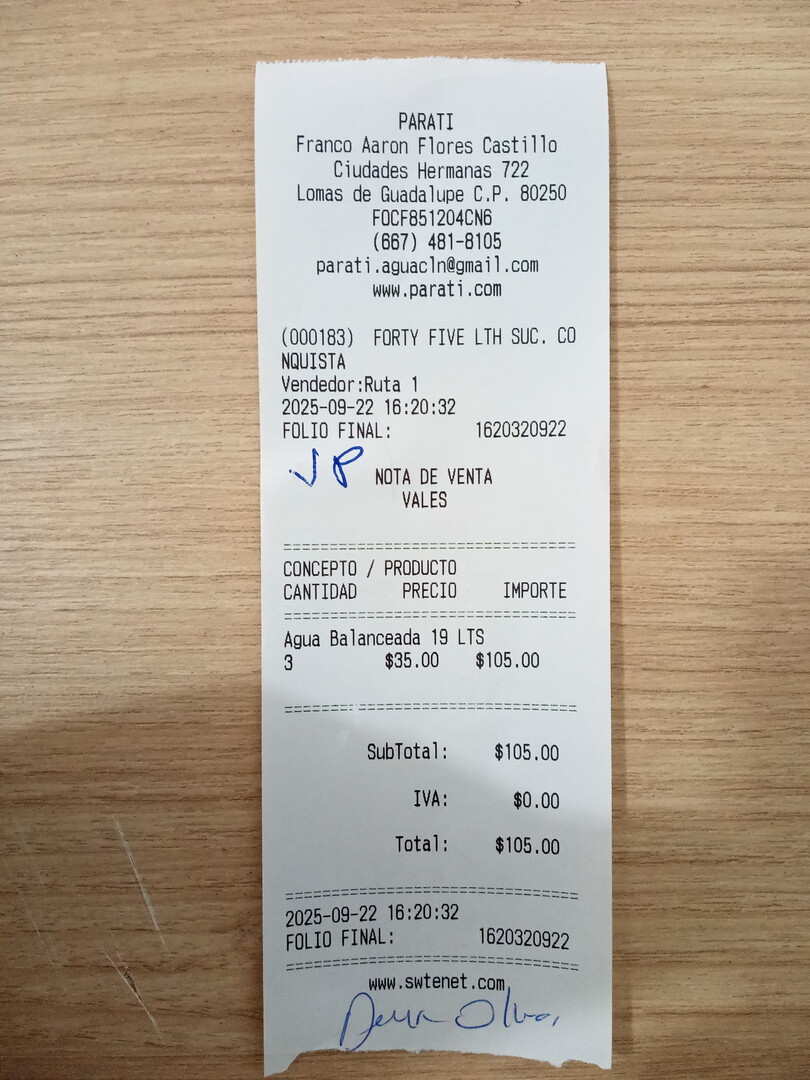 PARATI
Franco Aaron Flores Castillo
Ciudades Hermanas 722
Lomas de Guadalupe C.P. 80250
FOCF851204CN6
(667) 481-8105
parati.aguacln@gmail.com
www.parati.com
(000183) FORTY FIVE LTH SUC. CO
NQUISTA
Vendedor:Ruta 1
2025-09-22 16:20:32
FOLIO FINAL: 1620320922
NOTA DE VENTA
VALES
CONCEPTO / PRODUCTO
CANTIDAD PRECIO IMPORTE
Agua Balanceada 19 LTS
3 $35.00 $105.00
SubTotal: $105.00
IVA: $0.00
Total: $105.00
2025-09-22 16:20:32
FOLIO FINAL: 1620320922
www.swtenet.com